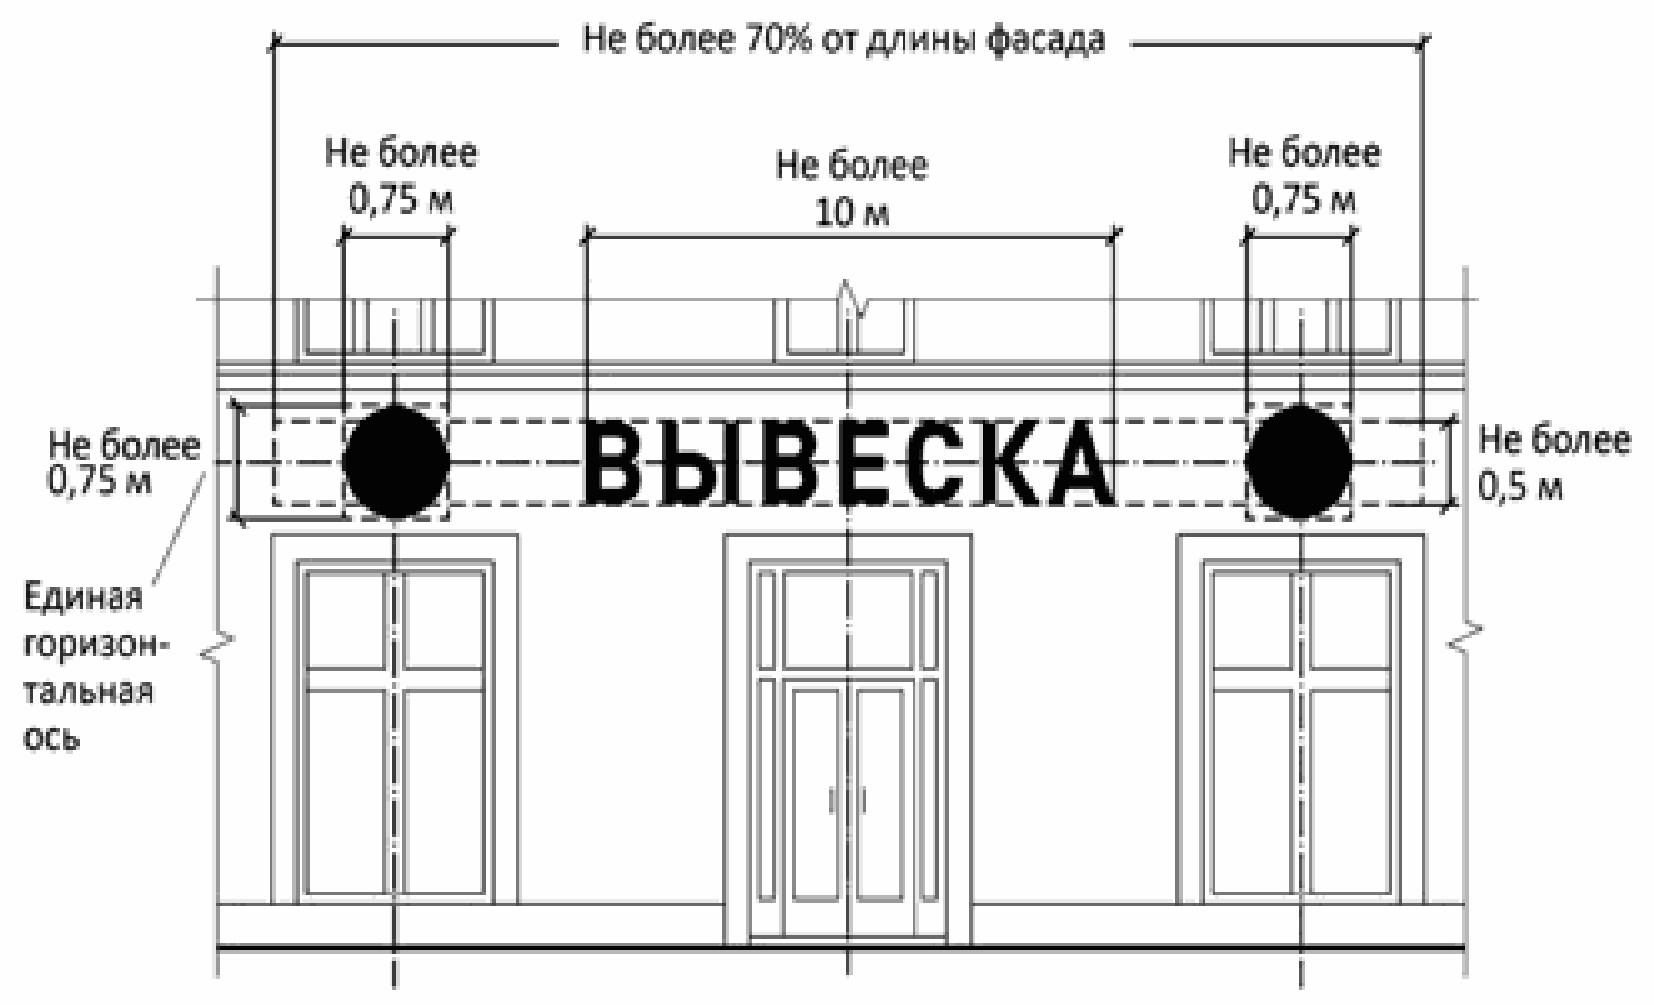 Не более 70% от длины фасада
Не более
0,75 м
Не более
10 м
Не более
0,75 м
Не более
0,75 м
ВЫВЕСКА
Не более
0,5 м
Единая
горизон-
тальная
ось